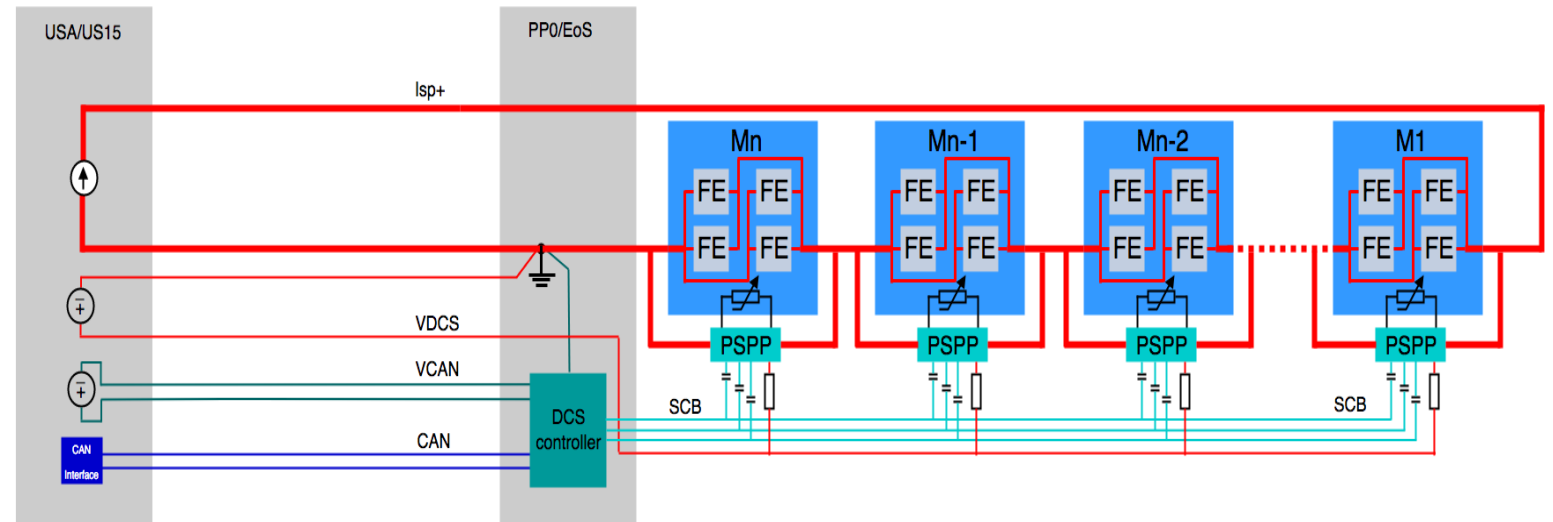 USA/US15
PP0/EoS
Isp+
Mn
Mn-1
Mn-2
M1
FE FE
FE FE
FE FE
FE FE
FE FE
FE FE
FE FE
FE FE
VDCS
PSPP
PSPP
PSPP
PSPP
VCAN
SCB
SCB
DCS
controller
CAN
CAN
Interface